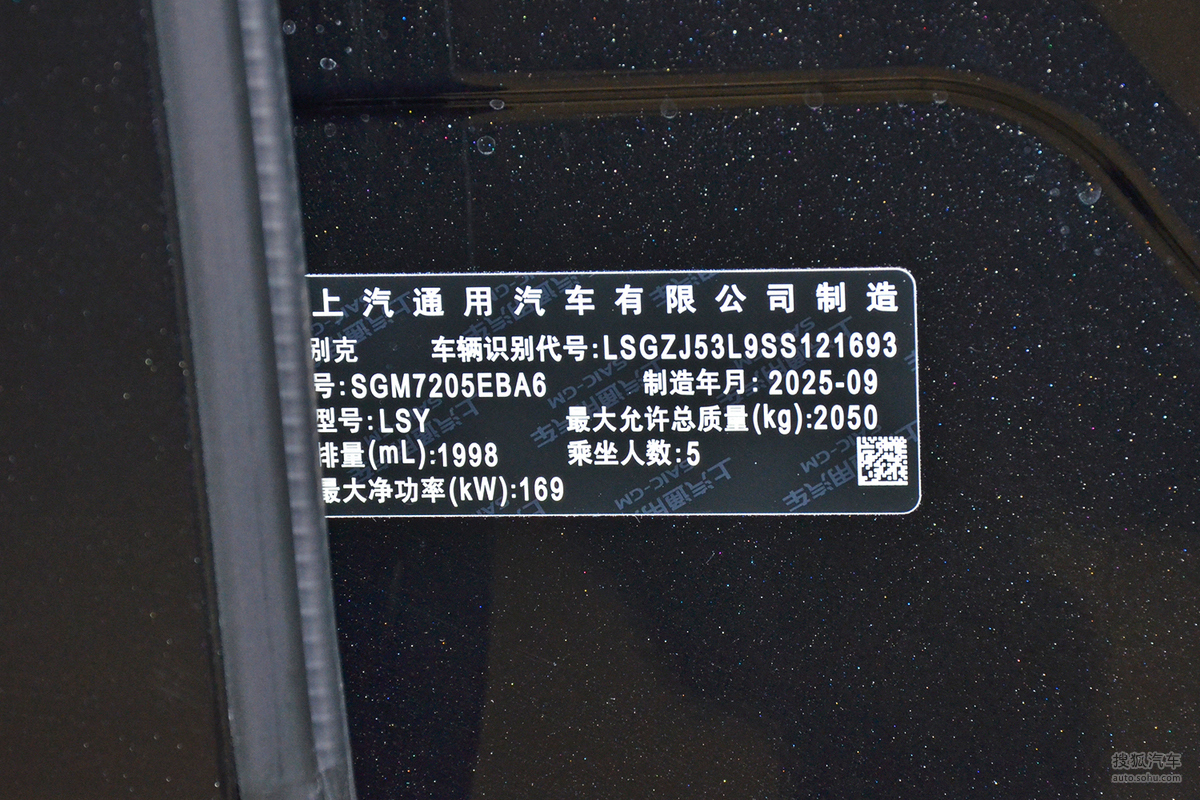 上汽通用汽车有限公司制造
别克 车辆识别代号:LSGZJ53L9SS121693
号:SGM7205EBA6 制造年月: 2025-09
型号:LSY 最大允许总质量(kg):2050
排量(mL):1998 乘坐人数:5
最大净功率(kW):169
搜狐汽车
auto.sohu.com